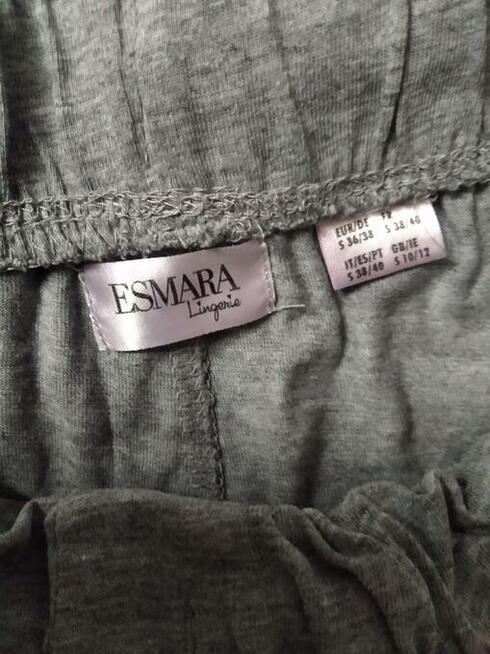 ESMARA
Lingerie
EUR/DE FR
S 36/38 S 38/40
IT/ES/PT GB/IE
S 38/40 S 10/12